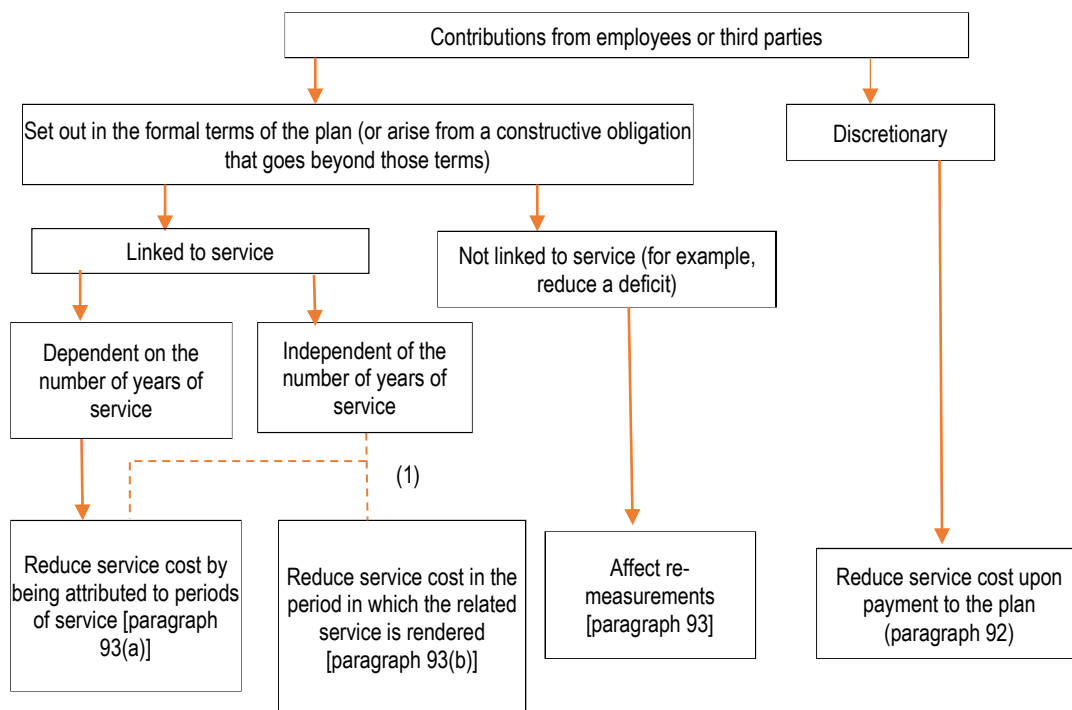 Contributions from employees or third parties
Set out in the formal terms of the plan (or arise from a constructive obligation
that goes beyond those terms)
Discretionary
Linked to service
Not linked to service (for example,
reduce a deficit)
Dependent on the
number of years of
service
Independent of the
number of years of
service
(1)
Reduce service cost by
being attributed to periods
of service [paragraph
93(a)]
Reduce service cost in the
period in which the related
service is rendered
[paragraph 93(b)]
Affect re-
measurements
[paragraph 93]
Reduce service cost upon
payment to the plan
(paragraph 92)